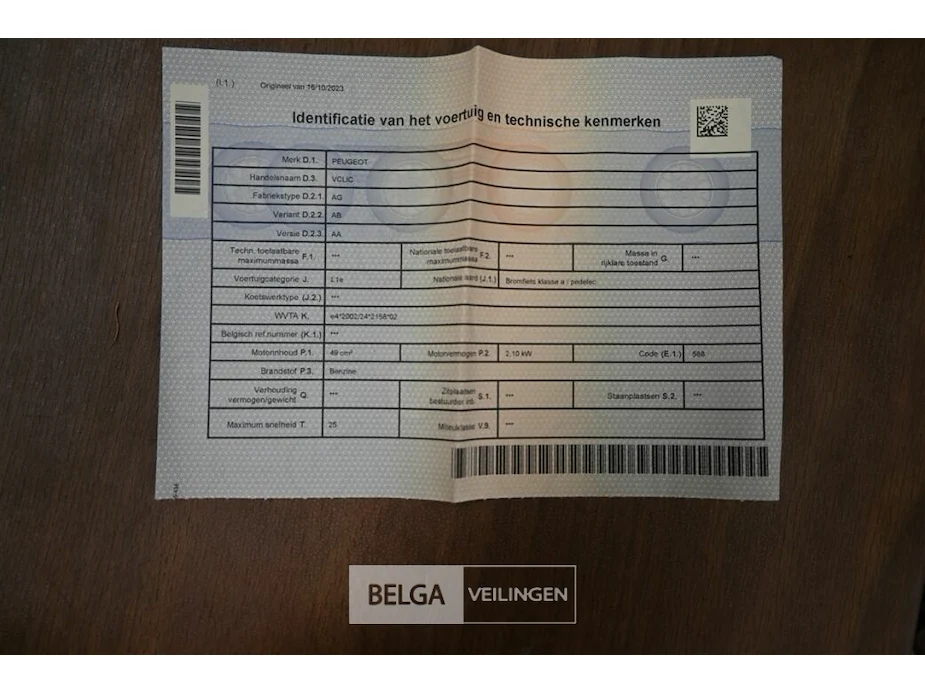 (I.1.) Origineel van 16/10/2023
Identificatie van het voertuig en technische kenmerken
Merk D.1. PEUGEOT
Handelsnaam D.3. VCLIC
Fabriekstype D.2.1. AG
Variant D.2.2. AB
Versie D.2.3. AA
Techn. toelaatbare maximummassa F.1. *** Nationale toelaatbare maximummassa F.2. *** Massa in rijklare toestand G. ***
Voertuigcategorie J. L1e Nationale aard (J.1.) Bromfiets klasse a / pedelec
Koetswerktype (J.2.) ***
WVTA K. e4*2002/24*2158*02
Belgisch ref.nummer (K.1.) ***
Motorinhoud P.1. 49 cm³ Motorvermogen P.2. 2,10 kW Code (E.1.) 588
Brandstof P.3. Benzine
Verhouding vermogen/gewicht Q. *** Zitplaatsen bestuurder inb. S.1. *** Staanplaatsen S.2. ***
Maximum snelheid T. 25 Milieuklasse V.9. ***
BELGA VEILINGEN